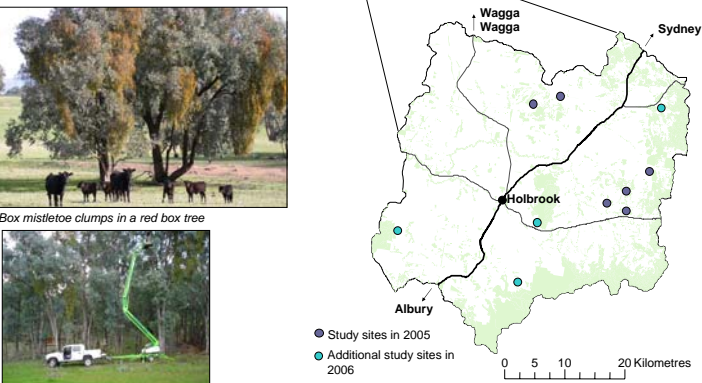 Box mistletoe clumps in a red box tree
Wagga
Wagga
Sydney
Holbrook
Albury
Study sites in 2005
Additional study sites in
2006
0 5 10 20 Kilometres